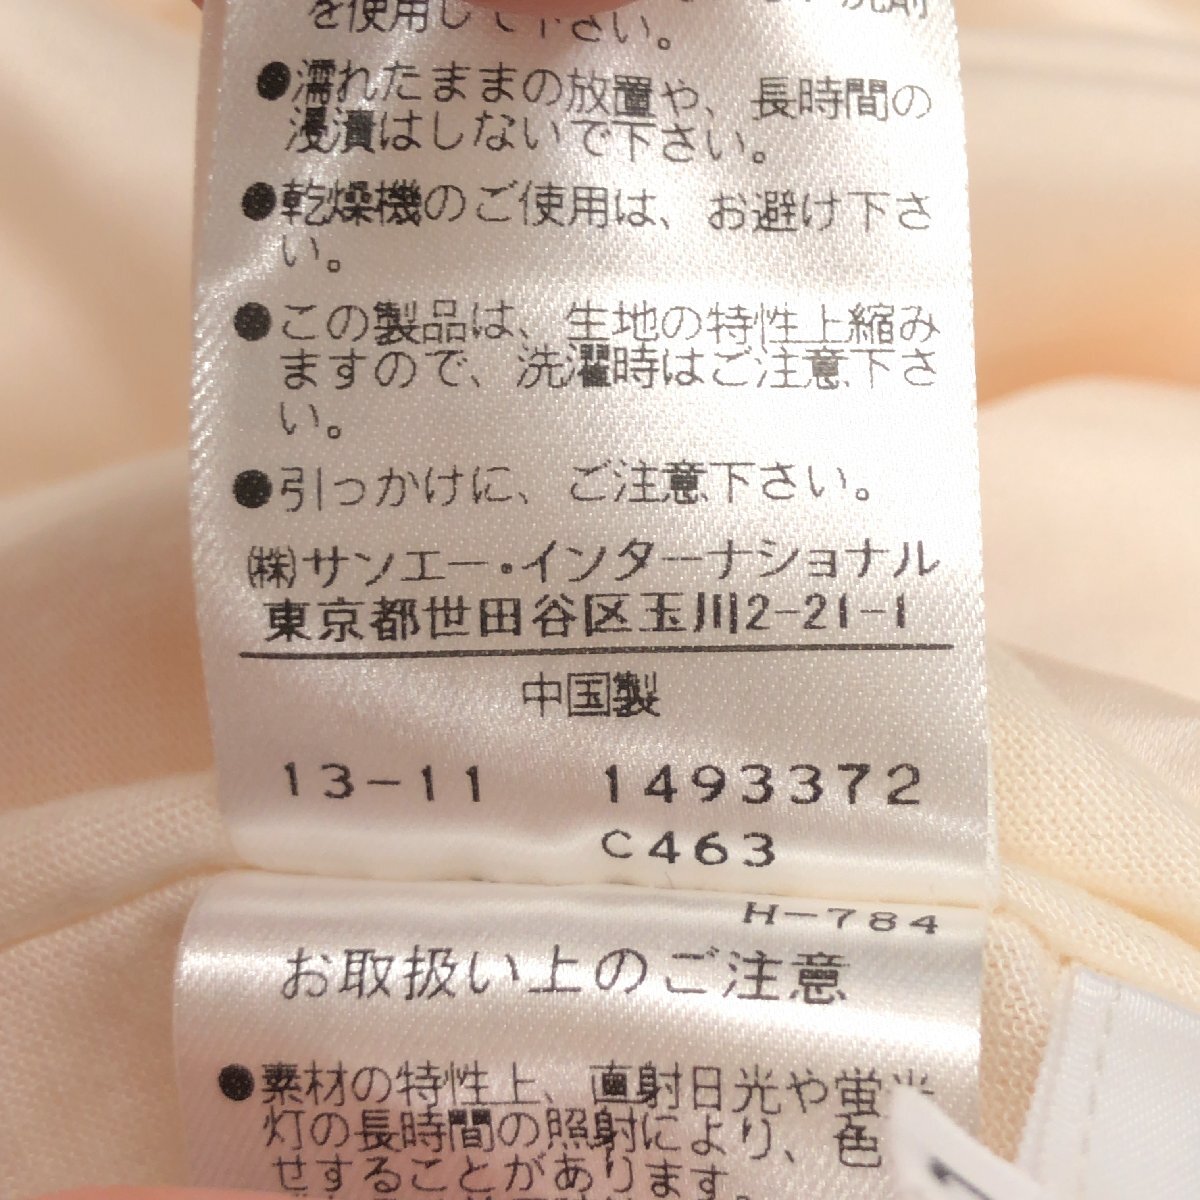 を使用して下さい。
●濡れたままの放置や、長時間の
浸漬はしないで下さい。
●乾燥機のご使用は、お避け下さ
い。
●この製品は、生地の特性上縮み
ますので、洗濯時はご注意下さ
い。
●引っかけに、ご注意下さい。
㈱サンエー・インターナショナル
東京都世田谷区玉川2-21-1
中国製
13-11 1493372
C463
H-784
お取扱い上のご注意
●素材の特性上、直射日光や蛍光
灯の長時間の照射により、色
せすることがあります。